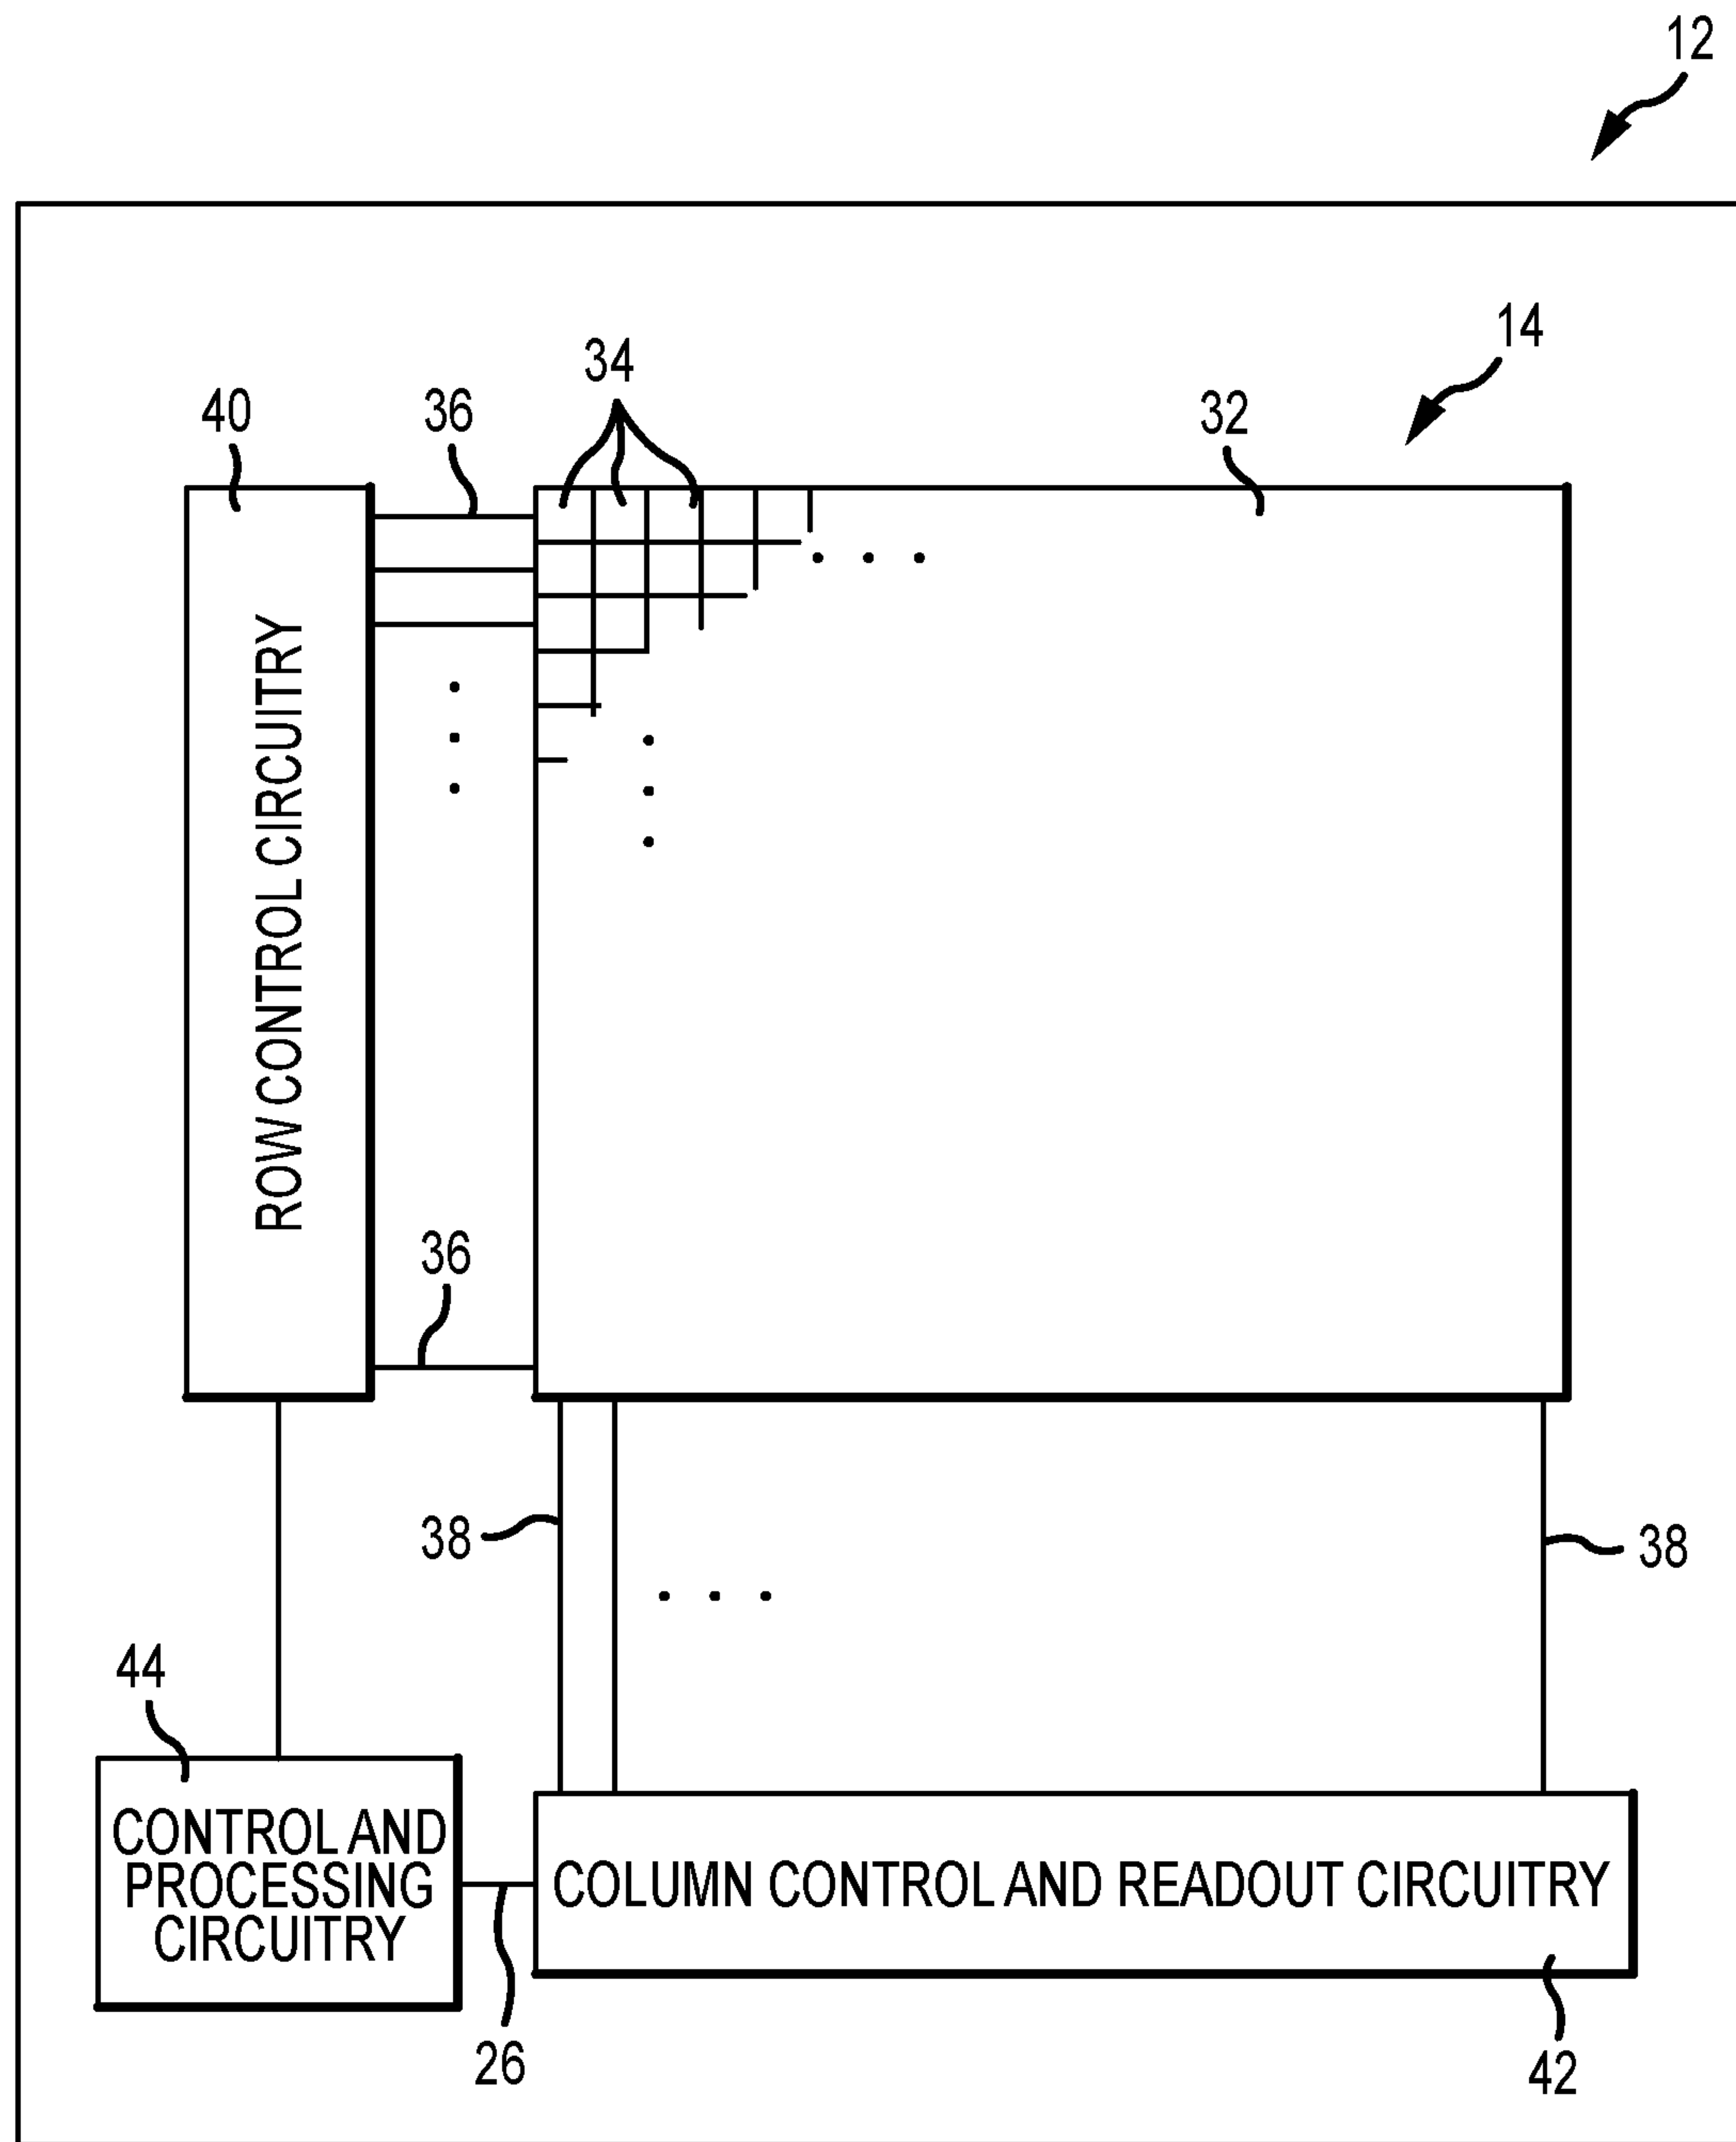 12
14
34
40
36
32
ROW CONTROL CIRCUITRY
36
38
38
44
CONTROL AND
PROCESSING
CIRCUITRY
COLUMN CONTROL AND READOUT CIRCUITRY
26
42